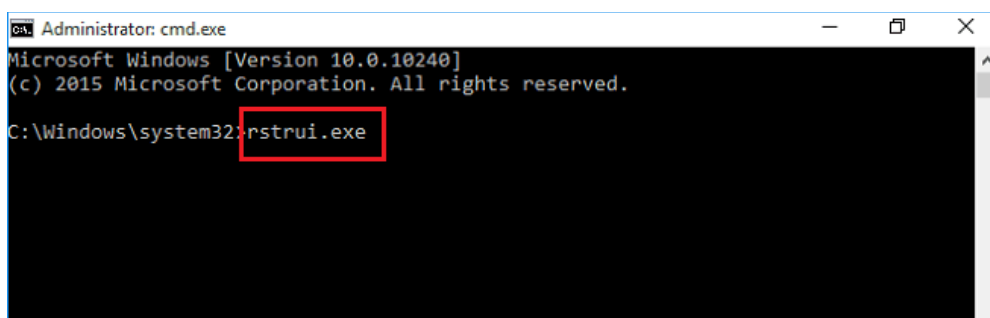 Administrator: cmd.exe
Microsoft Windows [Version 10.0.10240]
(c) 2015 Microsoft Corporation. All rights reserved.
C:\Windows\system32>rstrui.exe